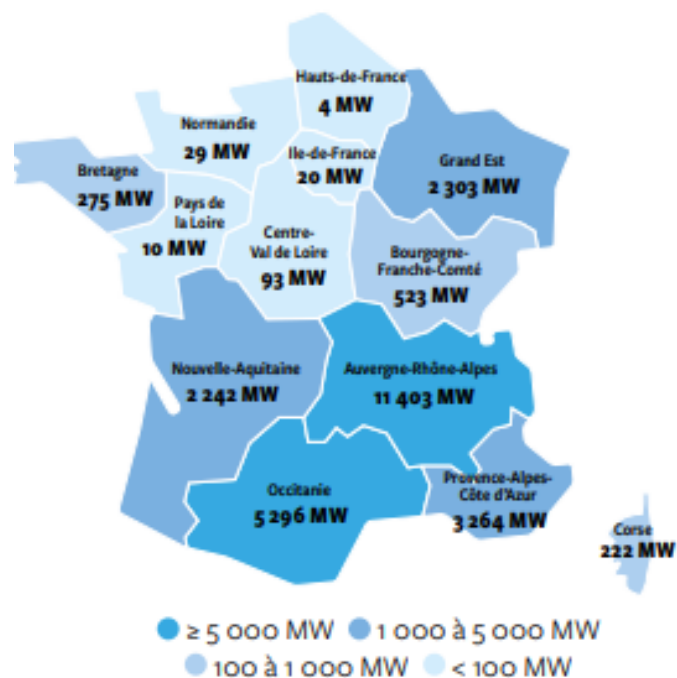 Hauts-de-France
4 MW
Normandie
29 MW
Ile-de-France
20 MW
Grand Est
2 303 MW
Bretagne
275 MW
Pays de
la Loire
10 MW
Centre-
Val de Loire
93 MW
Bourgogne-
Franche-Comté
523 MW
Nouvelle-Aquitaine
2 242 MW
Auvergne-Rhône-Alpes
11 403 MW
Occitanie
5 296 MW
Provence-Alpes-
Côte d'Azur
3 264 MW
Corse
222 MW
≥ 5 000 MW
1 000 à 5 000 MW
100 à 1 000 MW
< 100 MW